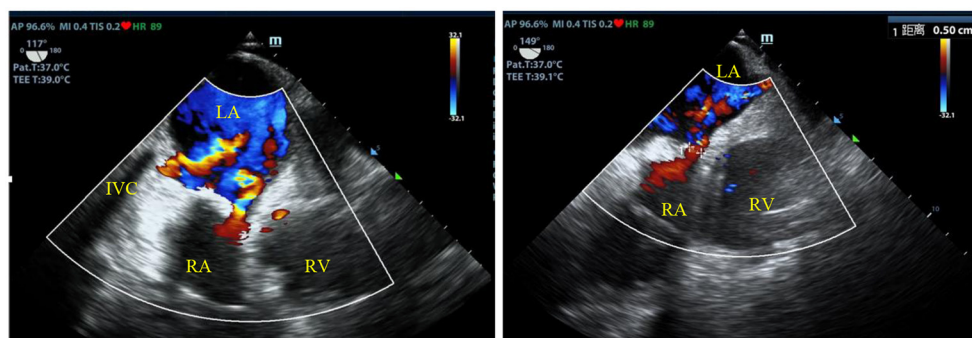 AP 96.6% MI 0.4 TIS 0.2 HR 89
117°
0 180
Pat.T:37.0°C
TEE T:39.0°C
m
32.1
-32.1
5
LA
IVC
RA
RV
AP 96.6% MI 0.4 TIS 0.2 HR 89
149°
0 180
Pat.T:37.0°C
TEE T:39.1°C
m
1 距离 0.50 cm
-32.1
5
10
LA
RA
RV